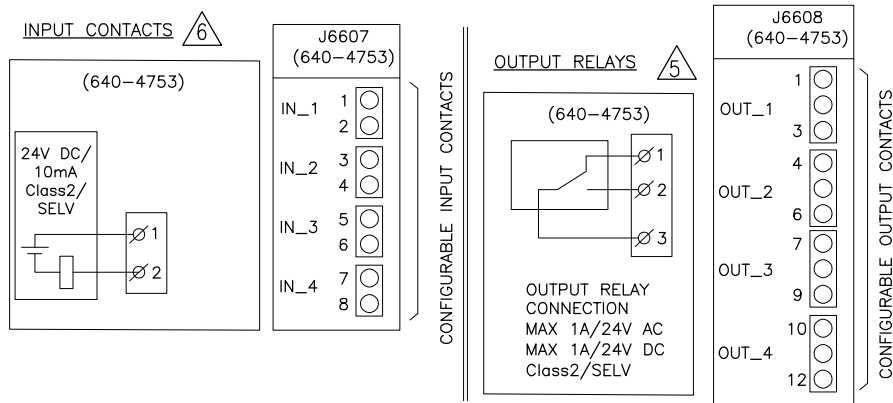 INPUT CONTACTS
6
(640-4753)
24V DC/
10mA
Class2/
SELV
1
2
J6607
(640-4753)
IN_1
1
2
IN_2
3
4
IN_3
5
6
IN_4
7
8
CONFIGURABLE INPUT CONTACTS
OUTPUT RELAYS
5
(640-4753)
1
2
3
OUTPUT RELAY
CONNECTION
MAX 1A/24V AC
MAX 1A/24V DC
Class2/SELV
J6608
(640-4753)
OUT_1
1
3
OUT_2
4
6
OUT_3
7
9
OUT_4
10
12
CONFIGURABLE OUTPUT CONTACTS